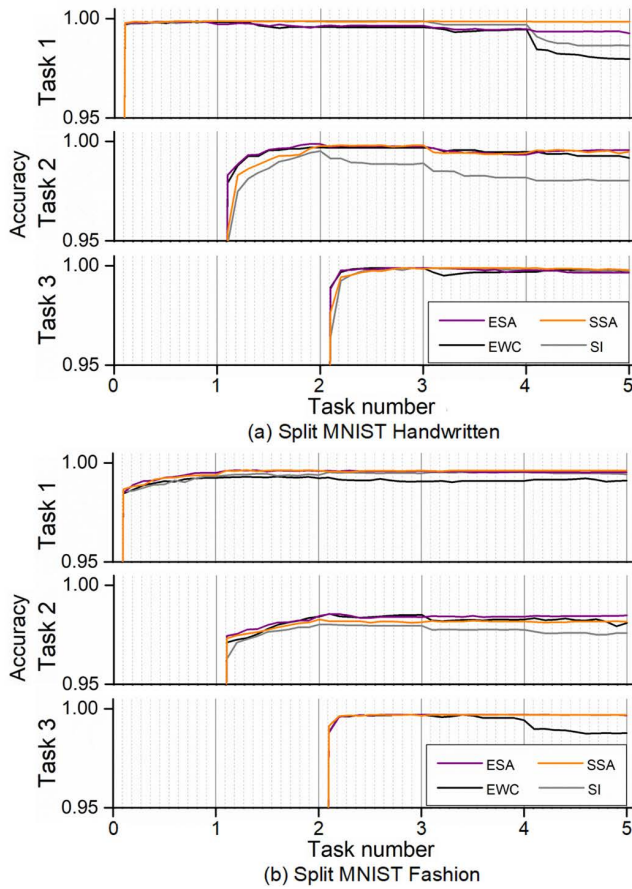 1.00
Task 1
0.95
1.00
Accuracy
Task 2
0.95
1.00
Task 3
0.95
ESA SSA
EWC SI
0 1 2 3 4 5
Task number
(a) Split MNIST Handwritten
1.00
Task 1
0.95
1.00
Accuracy
Task 2
0.95
1.00
Task 3
0.95
ESA SSA
EWC SI
0 1 2 3 4 5
Task number
(b) Split MNIST Fashion